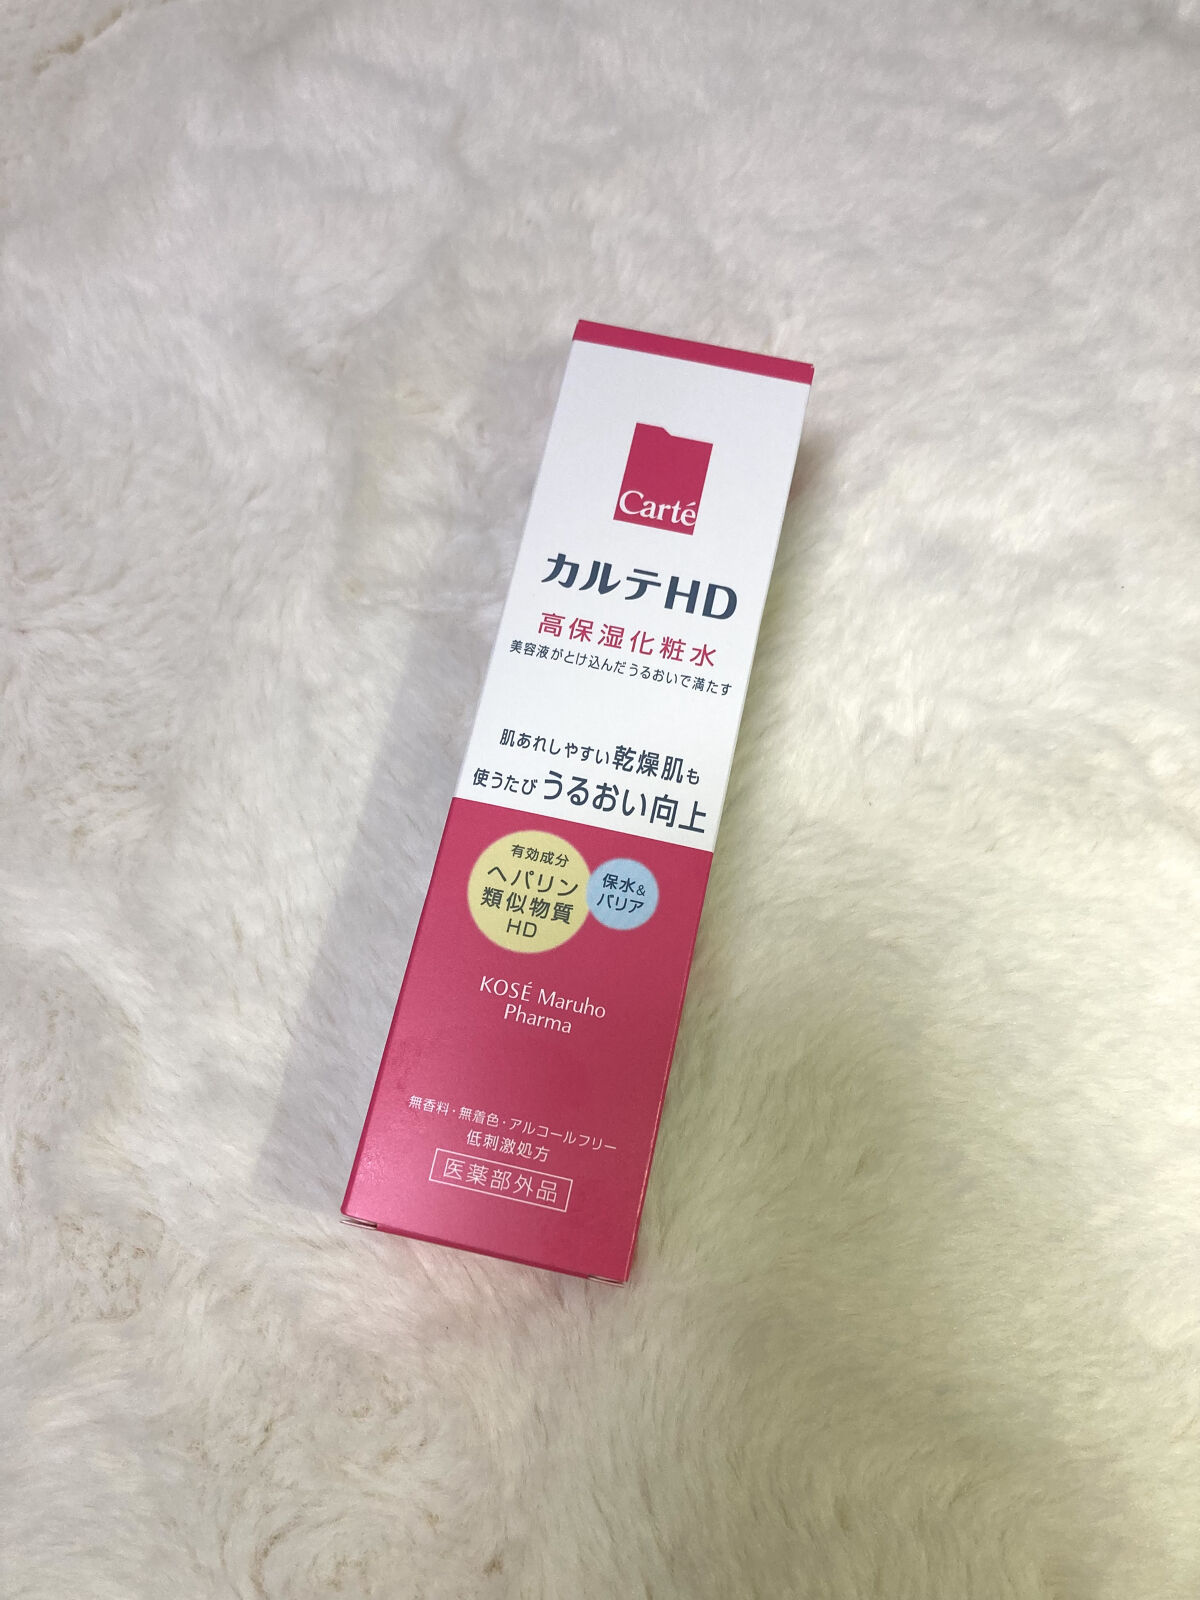 Carté
カルテHD
高保湿化粧水
美容液がとけ込んだうるおいで満たす
肌あれしやすい乾燥肌も
使うたびうるおい向上
有効成分
ヘパリン
類似物質
HD
保水&
バリア
KOSÉ Maruho
Pharma
無香料・無着色・アルコールフリー
低刺激処方
医薬部外品